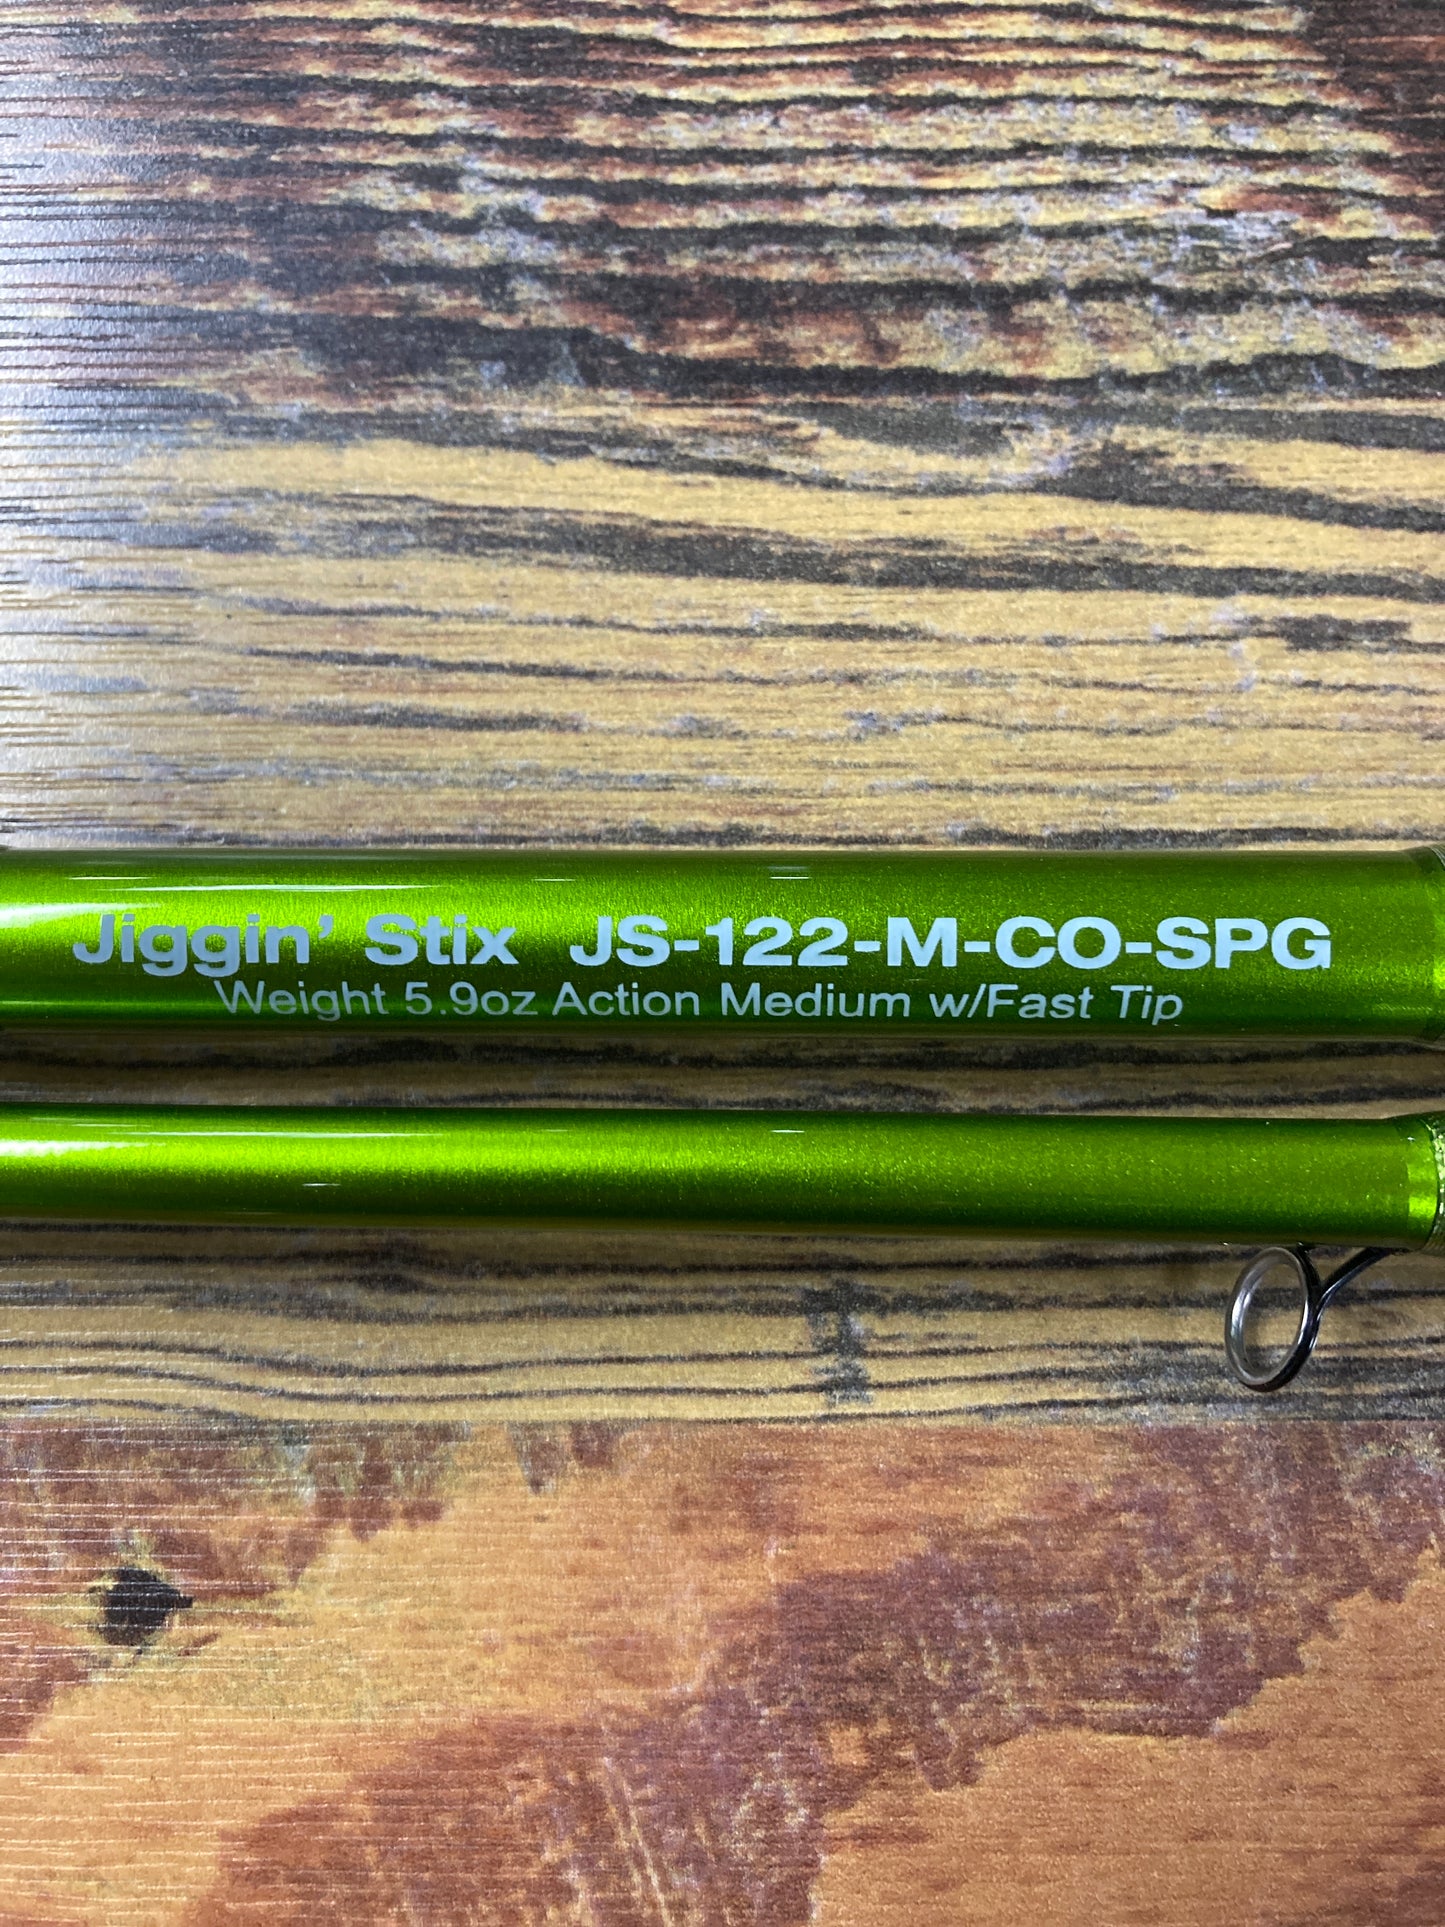 Jiggin' Stix JS-122-M-CO-SPG
Weight 5.9oz Action Medium w/Fast Tip